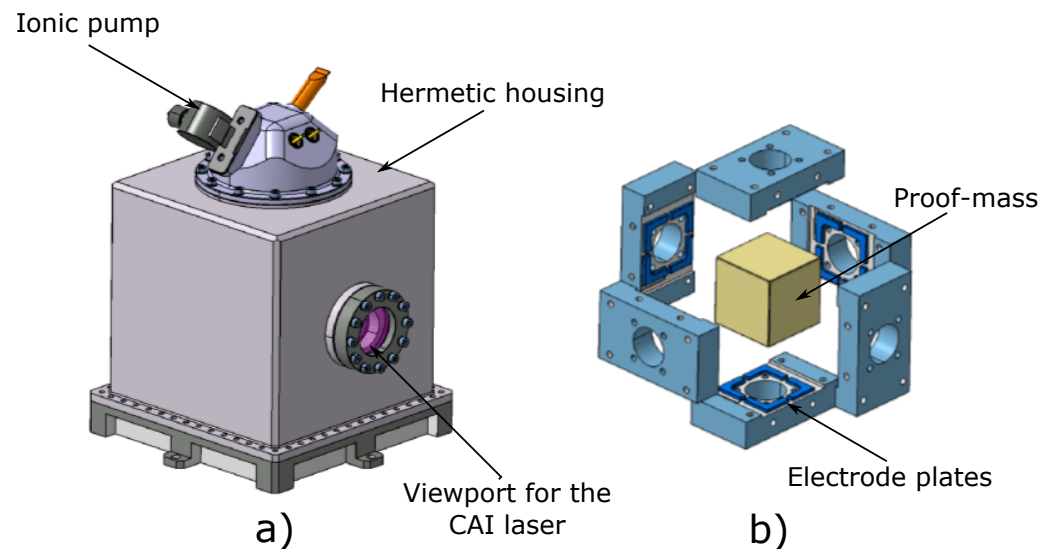 Ionic pump
Hermetic housing
Proof-mass
Viewport for the
CAI laser
Electrode plates
a)
b)